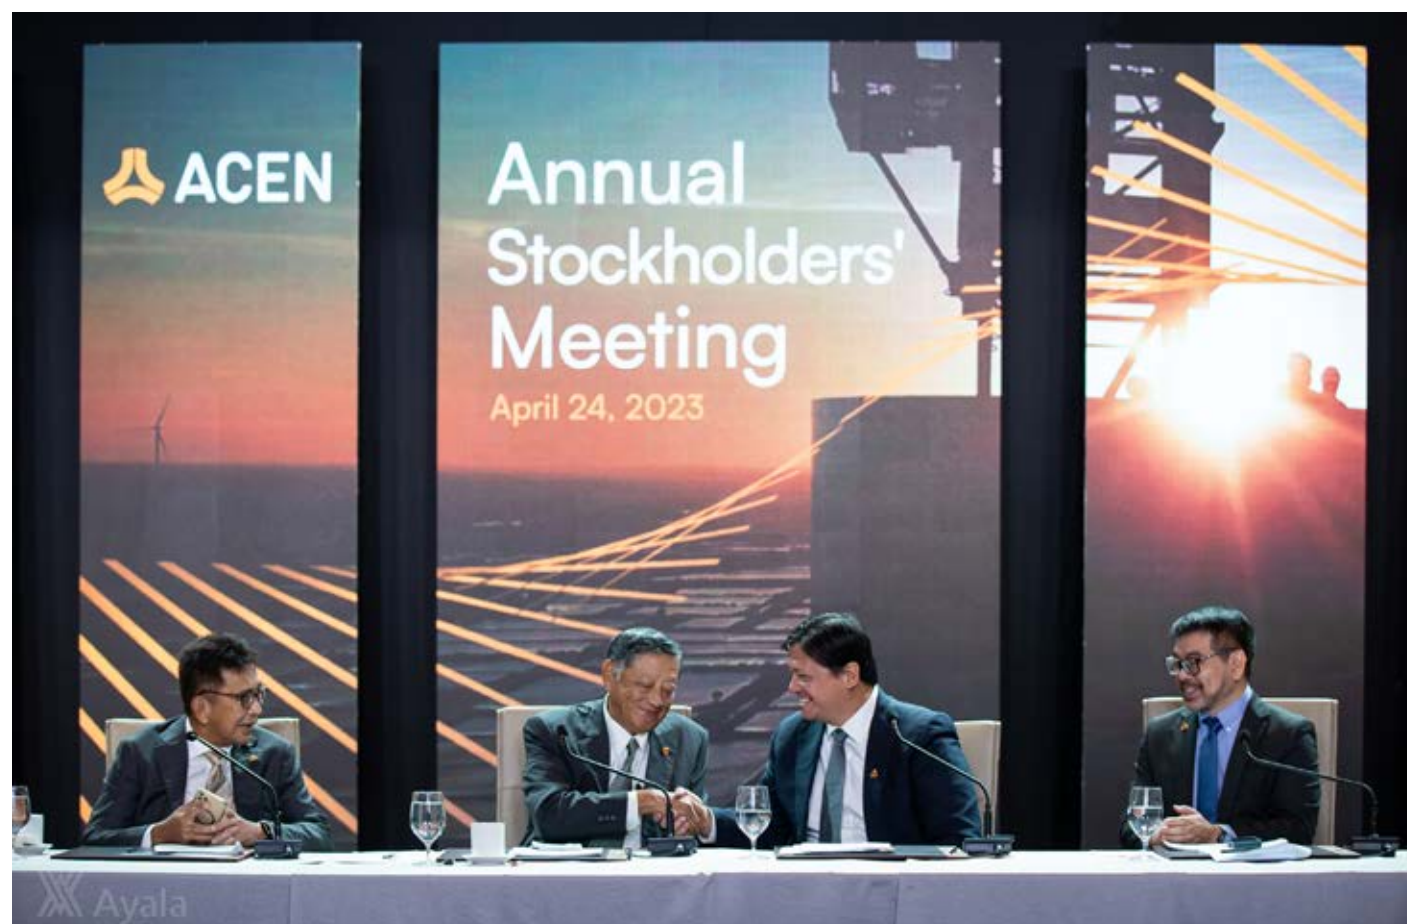 ACEN
Annual
Stockholders'
Meeting
April 24, 2023
Ayala